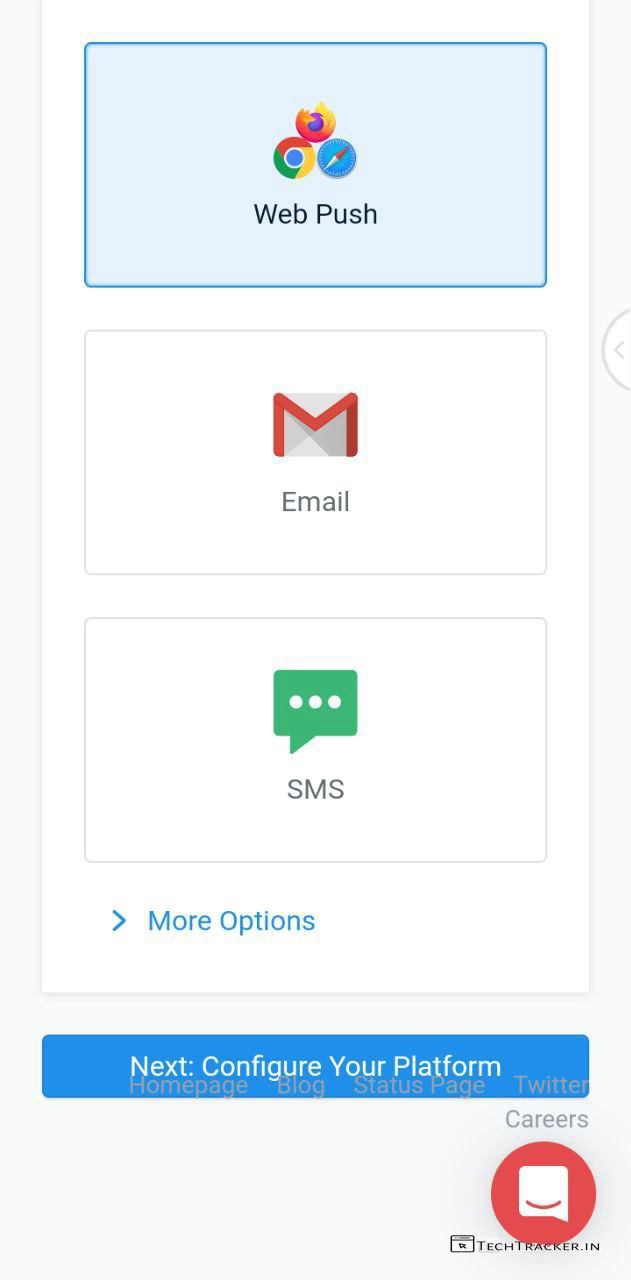 Web Push
Email
SMS
More Options
Next: Configure Your Platform
Homepage Blog Status Page Twitter
Careers
TECHTRACKER.IN